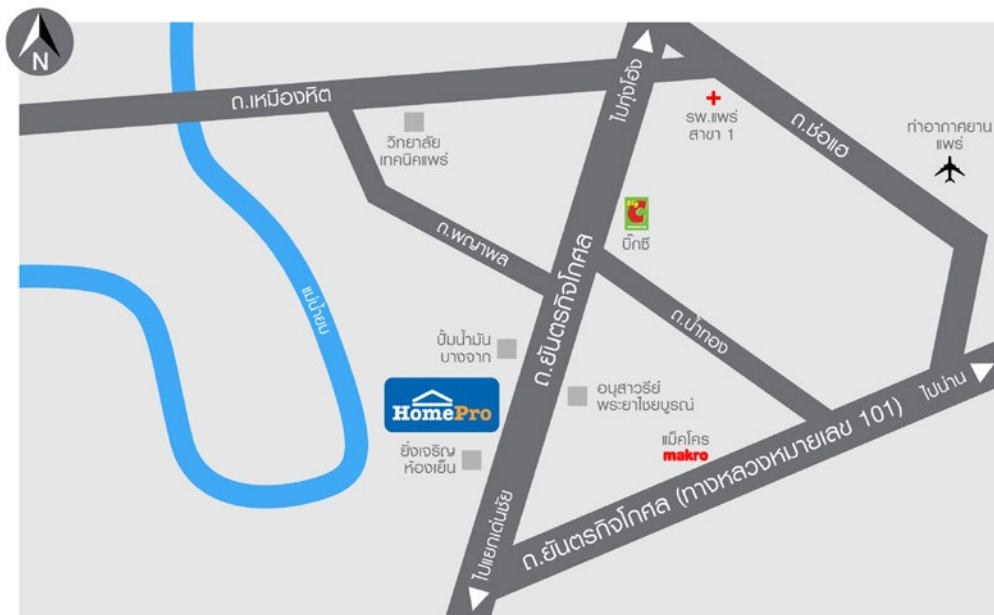 N
ถ.เหมืองหิต
ไปทุ่งโฮ้ง
รพ.แพร่
สาขา 1
ถ.ช่อแฮ
ท่าอากาศยาน
แพร่
วิทยาลัย
เทคนิคแพร่
Big
C
บิ๊กซี
ถ.พญาพล
ถ.ยันตรกิจโกศล
แม่น้ำยม
ถ.น้ำทอง
ปั้มน้ำมัน
บางจาก
HomePro
อนุสาวรีย์
พระยาไชยบูรณ์
ไปน่าน
แม็คโคร
makro
ยิ่งเจริญ
ห้องเย็น
ถ.ยันตรกิจโกศล (ทางหลวงหมายเลข 101)
ไปแยกเด่นชัย